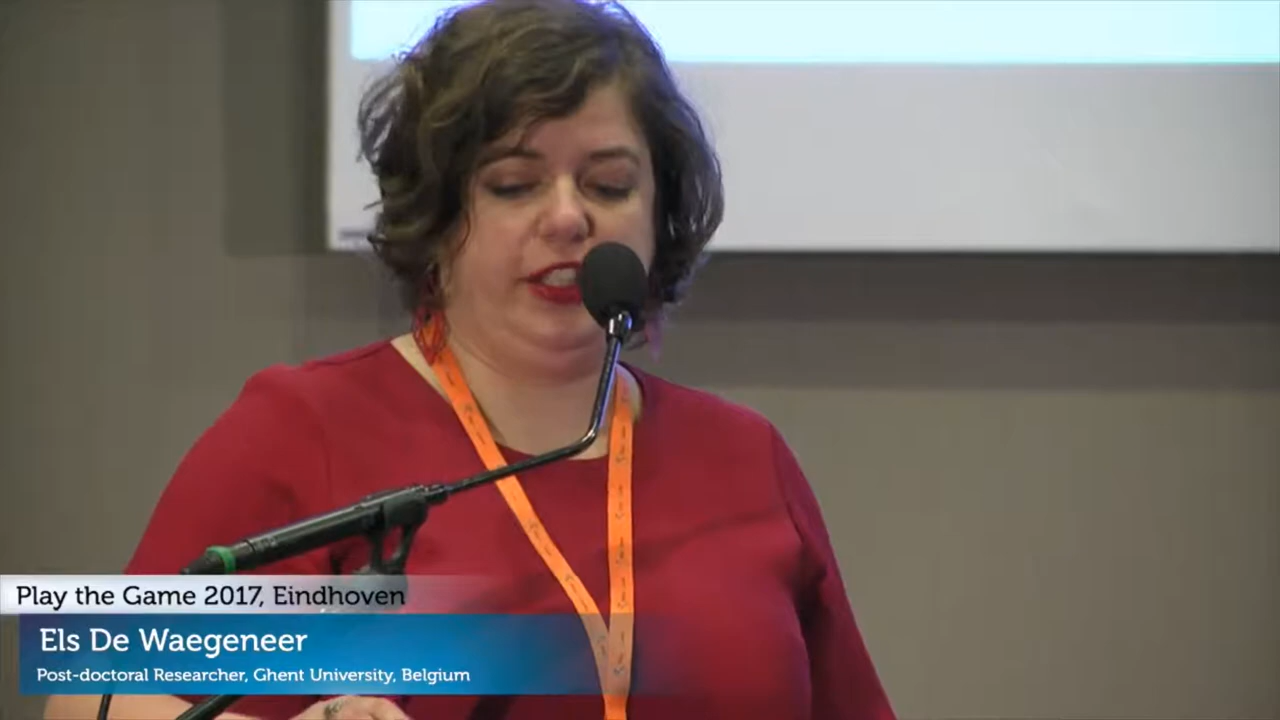 Play the Game 2017, Eindhoven
Els De Waegeneer
Post-doctoral Researcher, Ghent University, Belgium